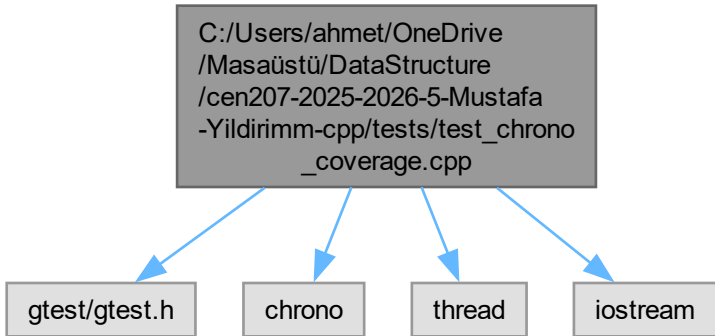 C:/Users/ahmet/OneDrive
/Masaüstü/DataStructure
/cen207-2025-2026-5-Mustafa
-Yildirimm-cpp/tests/test_chrono
_coverage.cpp
gtest/gtest.h
chrono
thread
iostream